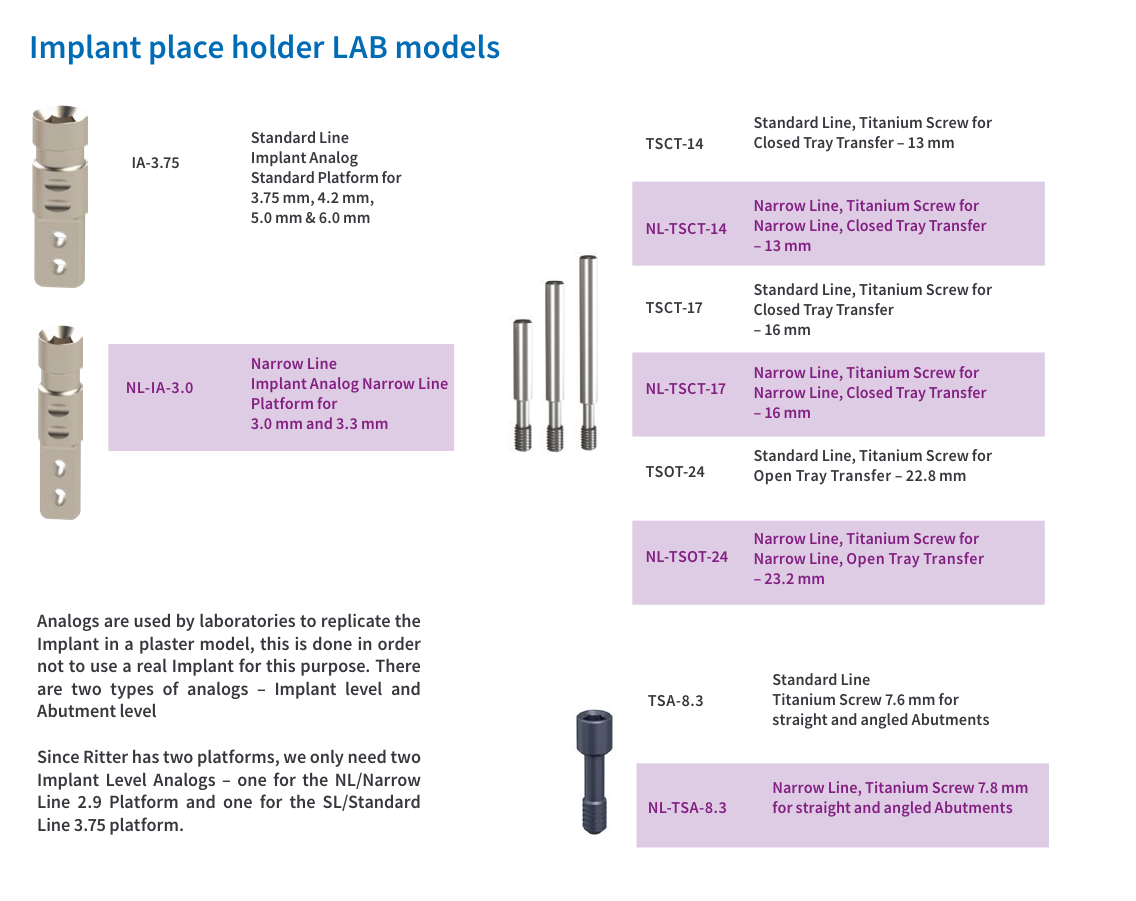 Implant place holder LAB models
IA-3.75
Standard Line
Implant Analog
Standard Platform for
3.75 mm, 4.2 mm,
5.0 mm & 6.0 mm
NL-IA-3.0
Narrow Line
Implant Analog Narrow Line
Platform for
3.0 mm and 3.3 mm
Analogs are used by laboratories to replicate the
Implant in a plaster model, this is done in order
not to use a real Implant for this purpose. There
are two types of analogs – Implant level and
Abutment level
Since Ritter has two platforms, we only need two
Implant Level Analogs – one for the NL/Narrow
Line 2.9 Platform and one for the SL/Standard
Line 3.75 platform.
TSCT-14
Standard Line, Titanium Screw for
Closed Tray Transfer – 13 mm
NL-TSCT-14
Narrow Line, Titanium Screw for
Narrow Line, Closed Tray Transfer
– 13 mm
TSCT-17
Standard Line, Titanium Screw for
Closed Tray Transfer
– 16 mm
NL-TSCT-17
Narrow Line, Titanium Screw for
Narrow Line, Closed Tray Transfer
– 16 mm
TSOT-24
Standard Line, Titanium Screw for
Open Tray Transfer – 22.8 mm
NL-TSOT-24
Narrow Line, Titanium Screw for
Narrow Line, Open Tray Transfer
– 23.2 mm
TSA-8.3
Standard Line
Titanium Screw 7.6 mm for
straight and angled Abutments
NL-TSA-8.3
Narrow Line, Titanium Screw 7.8 mm
for straight and angled Abutments